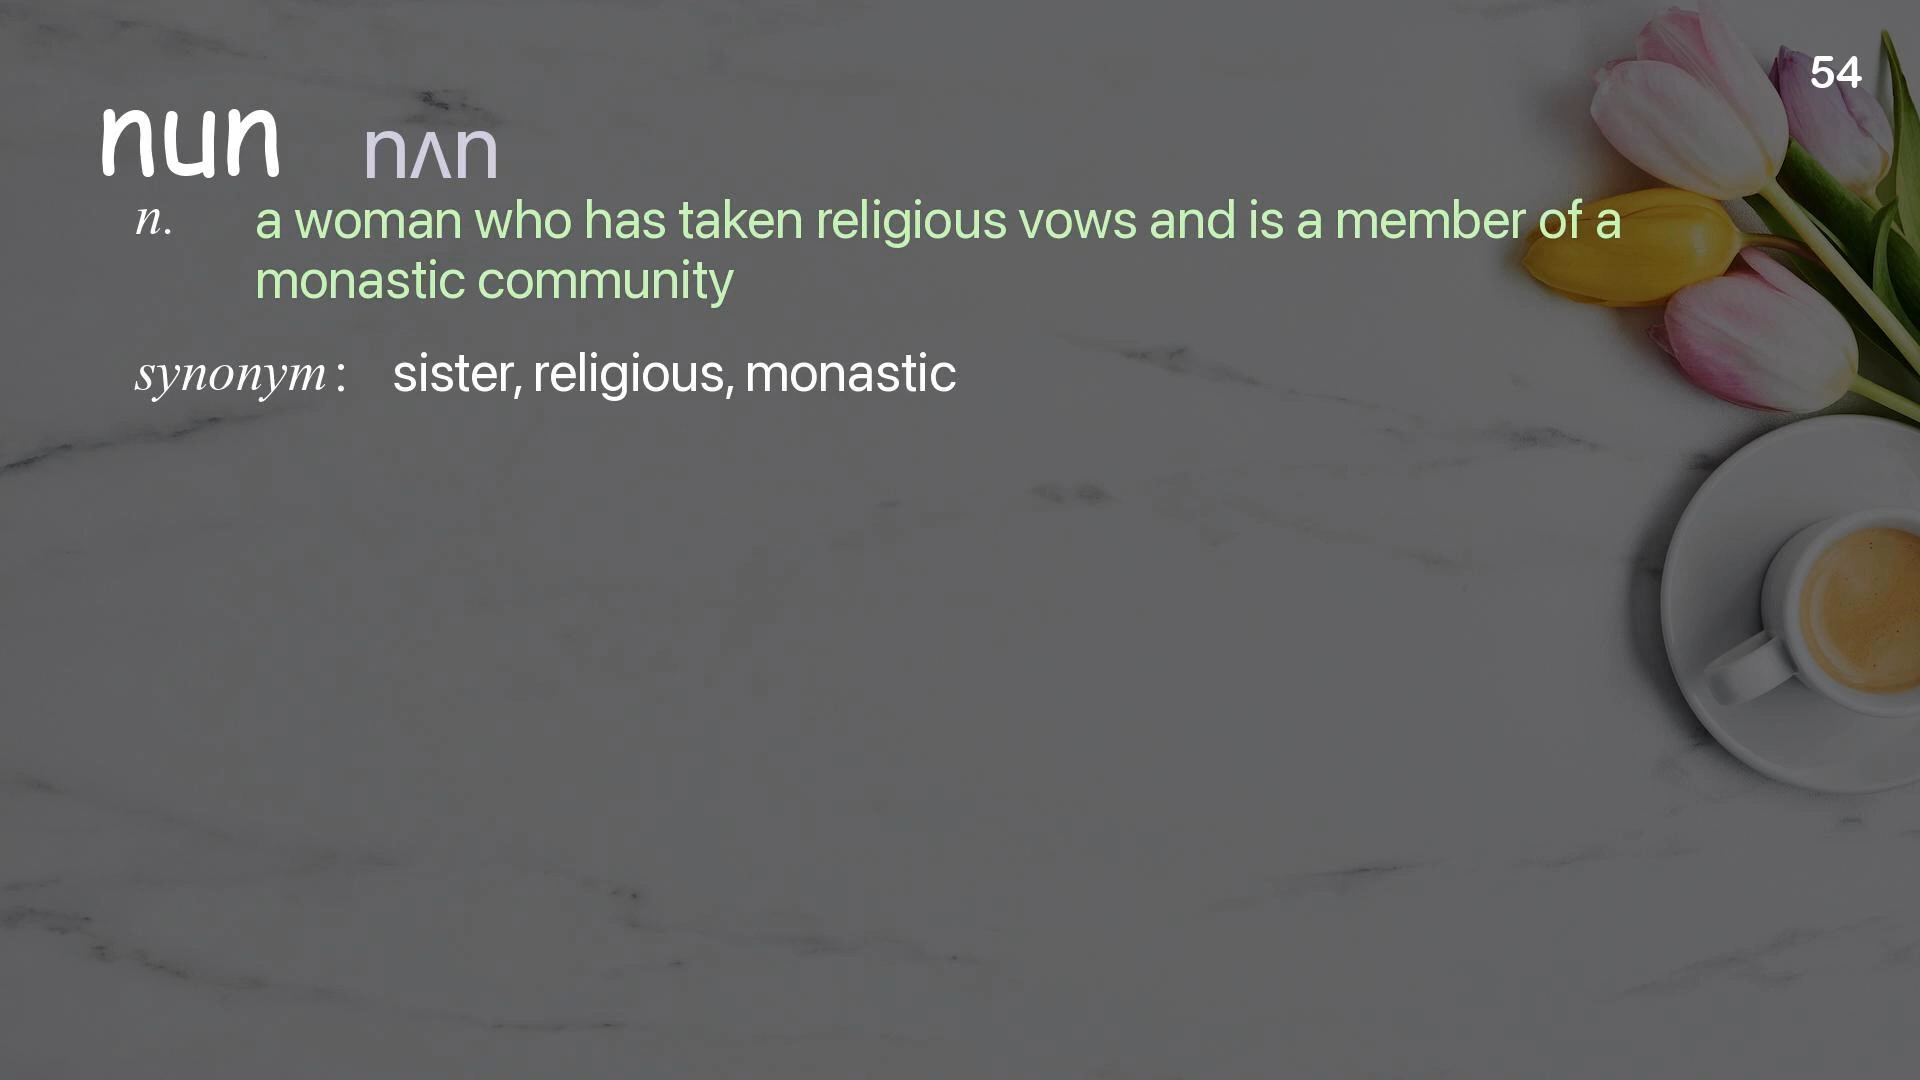 54
nun nʌn
n. a woman who has taken religious vows and is a member of a
monastic community
synonym: sister, religious, monastic